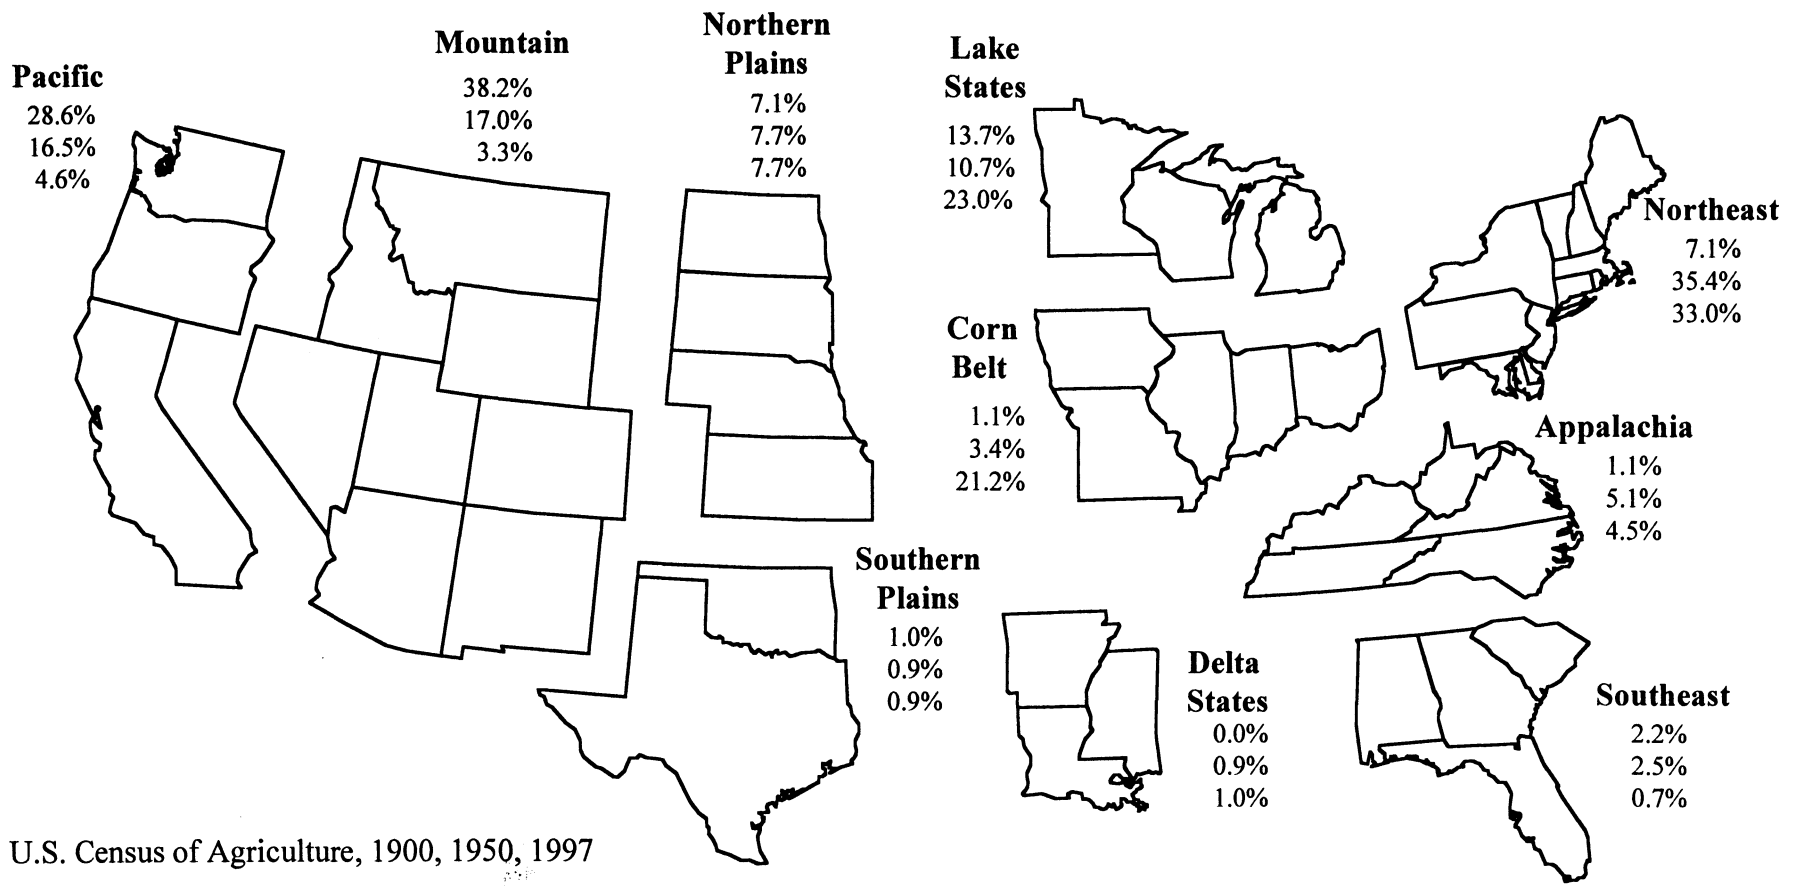 Pacific
28.6%
16.5%
4.6%
Mountain
38.2%
17.0%
3.3%
Northern
Plains
7.1%
7.7%
7.7%
Lake
States
13.7%
10.7%
23.0%
Northeast
7.1%
35.4%
33.0%
Corn
Belt
1.1%
3.4%
21.2%
Appalachia
1.1%
5.1%
4.5%
Southern
Plains
1.0%
0.9%
0.9%
Delta
States
0.0%
0.9%
1.0%
Southeast
2.2%
2.5%
0.7%
U.S. Census of Agriculture, 1900, 1950, 1997